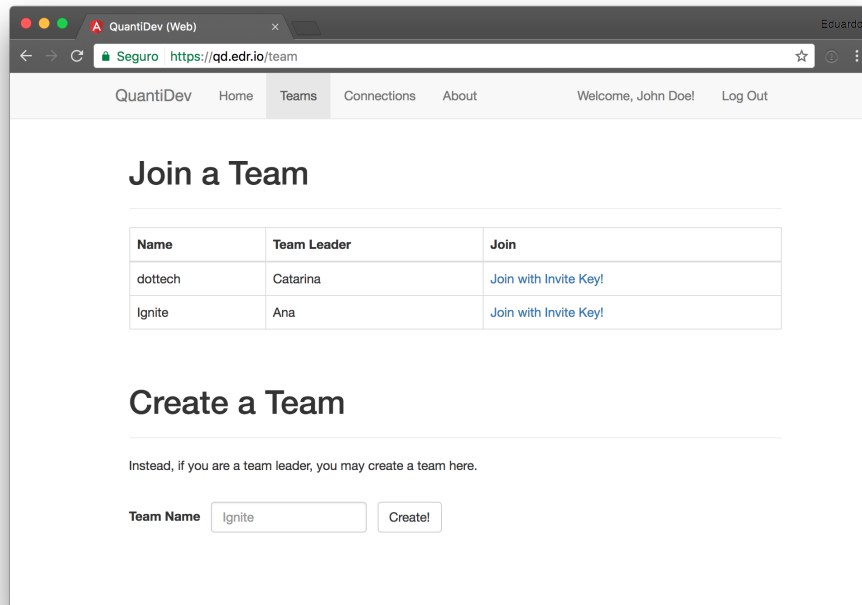 QuantiDev (Web)
Eduardo
Seguro https://qd.edr.io/team
QuantiDev Home Teams Connections About Welcome, John Doe! Log Out
Join a Team
Name Team Leader Join
dottech Catarina Join with Invite Key!
Ignite Ana Join with Invite Key!
Create a Team
Instead, if you are a team leader, you may create a team here.
Team Name Ignite Create!